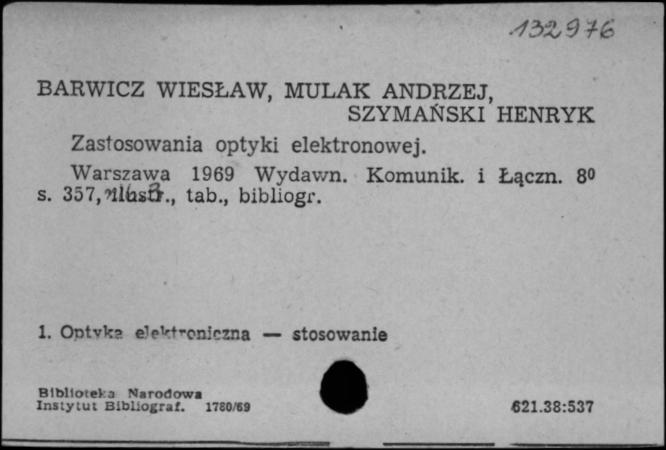 132976
BARWICZ WIESŁAW, MULAK ANDRZEJ,
SZYMAŃSKI HENRYK
Zastosowania optyki elektronowej.
Warszawa 1969 Wydawn. Komunik. i Łączn. 8⁰
s. 357, tab., bibliogr.
1. Optyka elektroniczna — stosowanie
Biblioteka Narodowa
Instytut Bibliograf. 1780/69
621.38:537